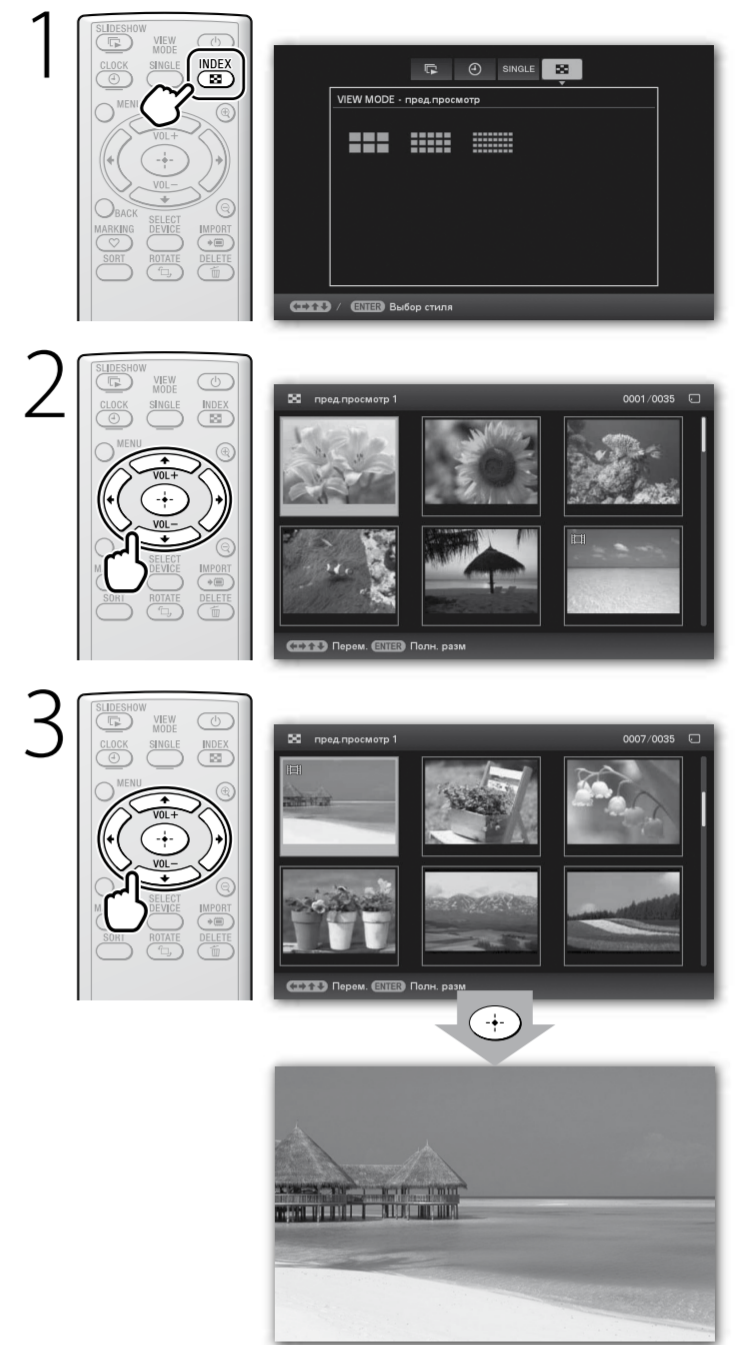 1
SLIDESHOW
VIEW
MODE
CLOCK
SINGLE
INDEX
MENU
VOL+
VOL−
BACK
SELECT
DEVICE
MARKING
IMPORT
SORT
ROTATE
DELETE
SINGLE
VIEW MODE - пред.просмотр
/ ENTER Выбор стиля
2
SLIDESHOW
VIEW
MODE
CLOCK
SINGLE
INDEX
MENU
VOL+
VOL−
SELECT
M
DEVICE
IMPORT
SORT
ROTATE
DELETE
пред.просмотр 1
0001/0035
Перем. ENTER Полн. разм
3
SLIDESHOW
VIEW
MODE
CLOCK
SINGLE
INDEX
MENU
VOL+
VOL−
SELECT
M
DEVICE
IMPORT
SORT
ROTATE
DELETE
пред.просмотр 1
0007/0035
Перем. ENTER Полн. разм